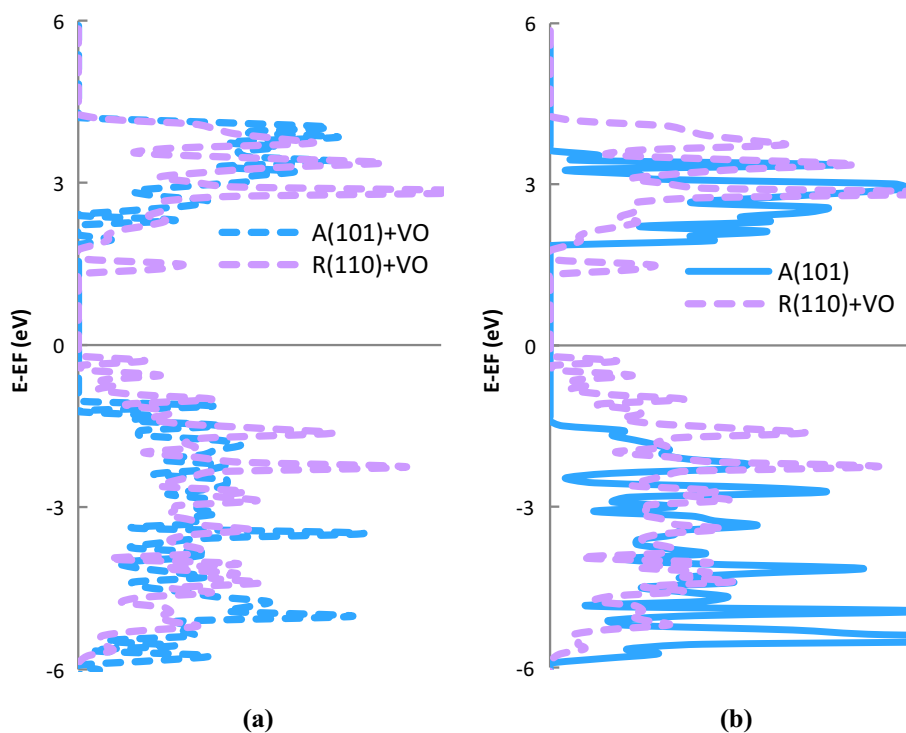 6
3
0
-3
-6
E-EF (eV)
A(101)+VO
R(110)+VO
(a)
6
3
0
-3
-6
E-EF (eV)
A(101)
R(110)+VO
(b)